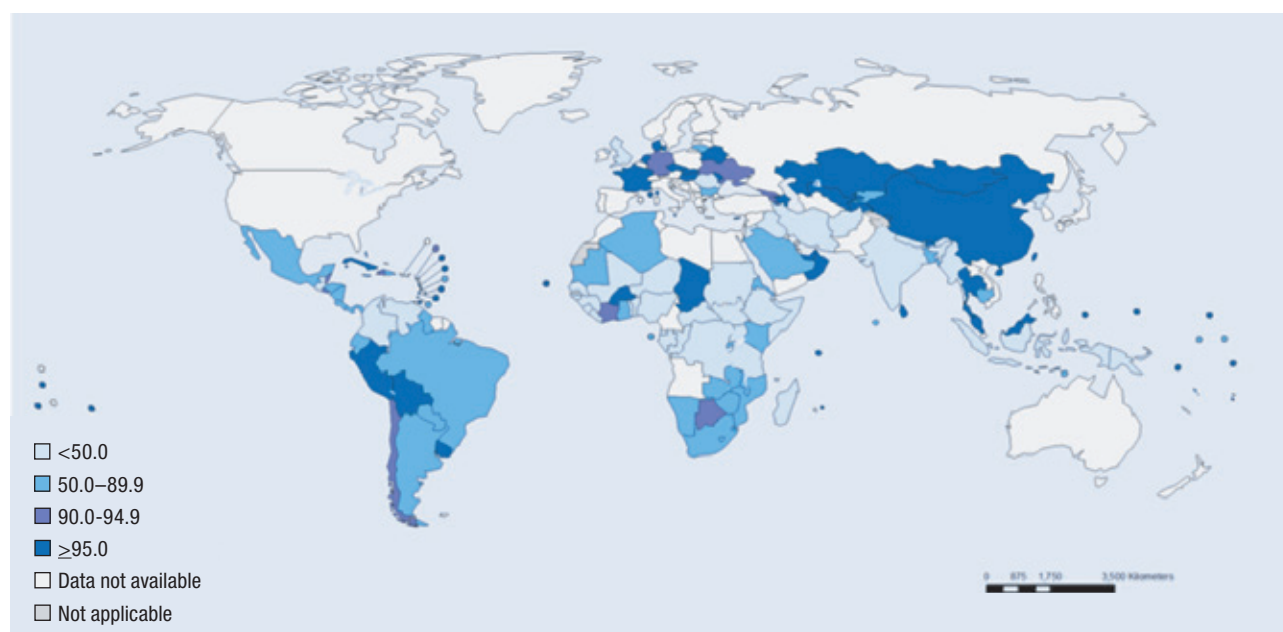 <50.0
50.0–89.9
90.0-94.9
≥95.0
Data not available
Not applicable
0 875 1,750 3,500 Kilometers